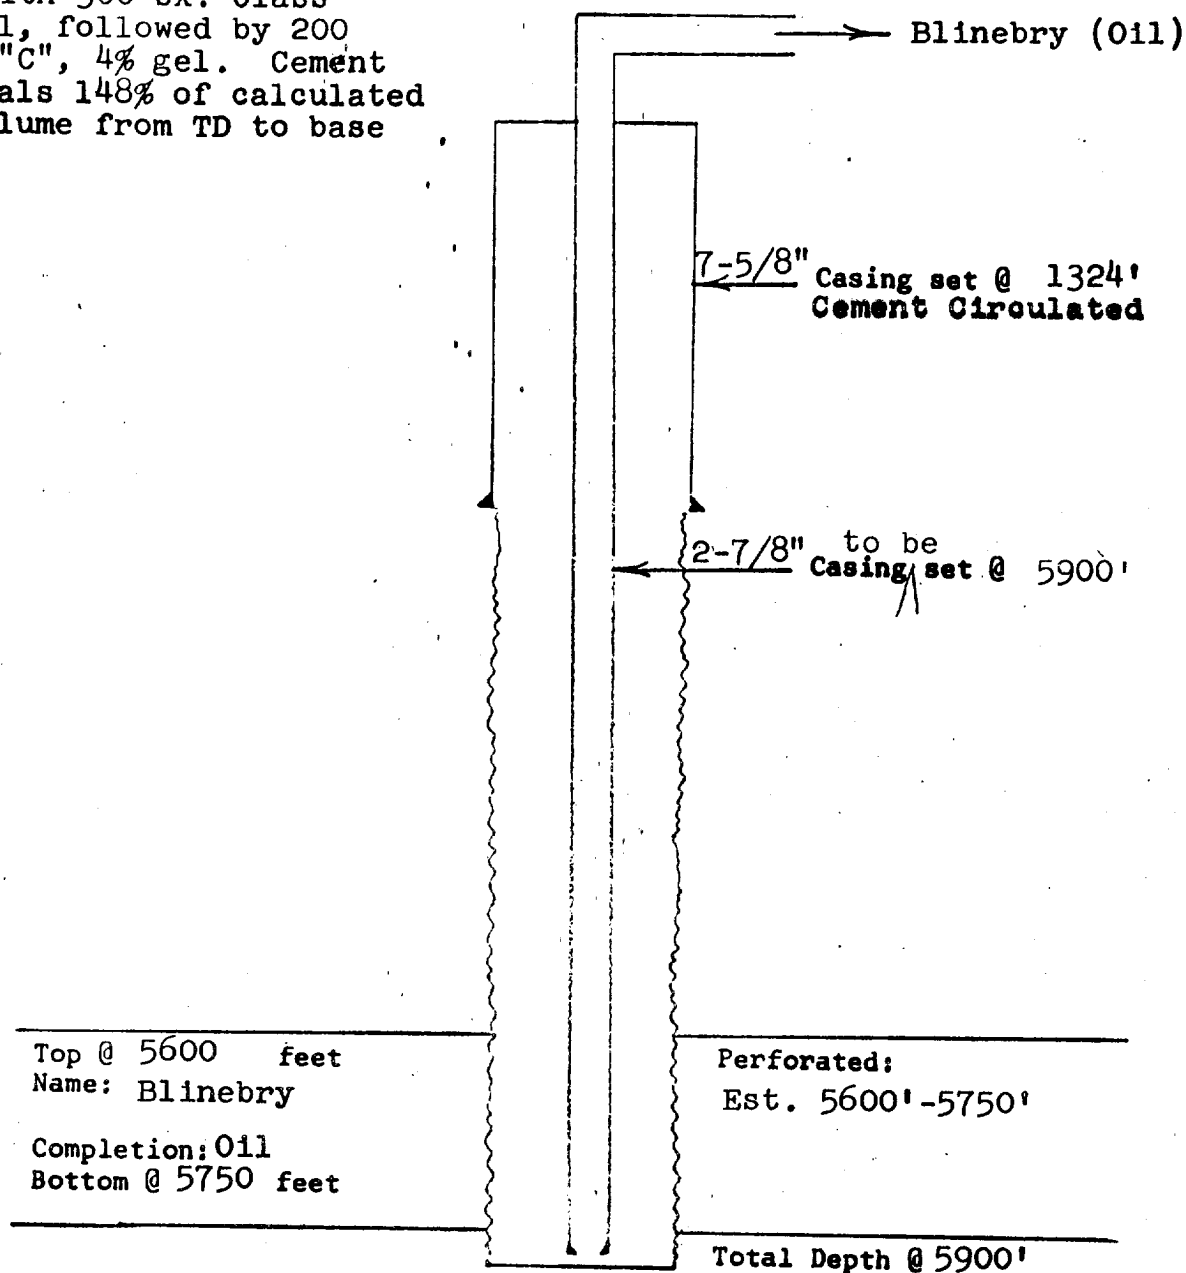 l, followed by 200
"C", 4% gel. Cement
als 148% of calculated
lume from TD to base
Blinebry (Oil)
7-5/8" Casing set @ 1324'
Cement Circulated
2-7/8" Casing to be set @ 5900'
Top @ 5600 feet
Name: Blinebry
Completion: Oil
Bottom @ 5750 feet
Perforated:
Est. 5600'-5750'
Total Depth @ 5900'